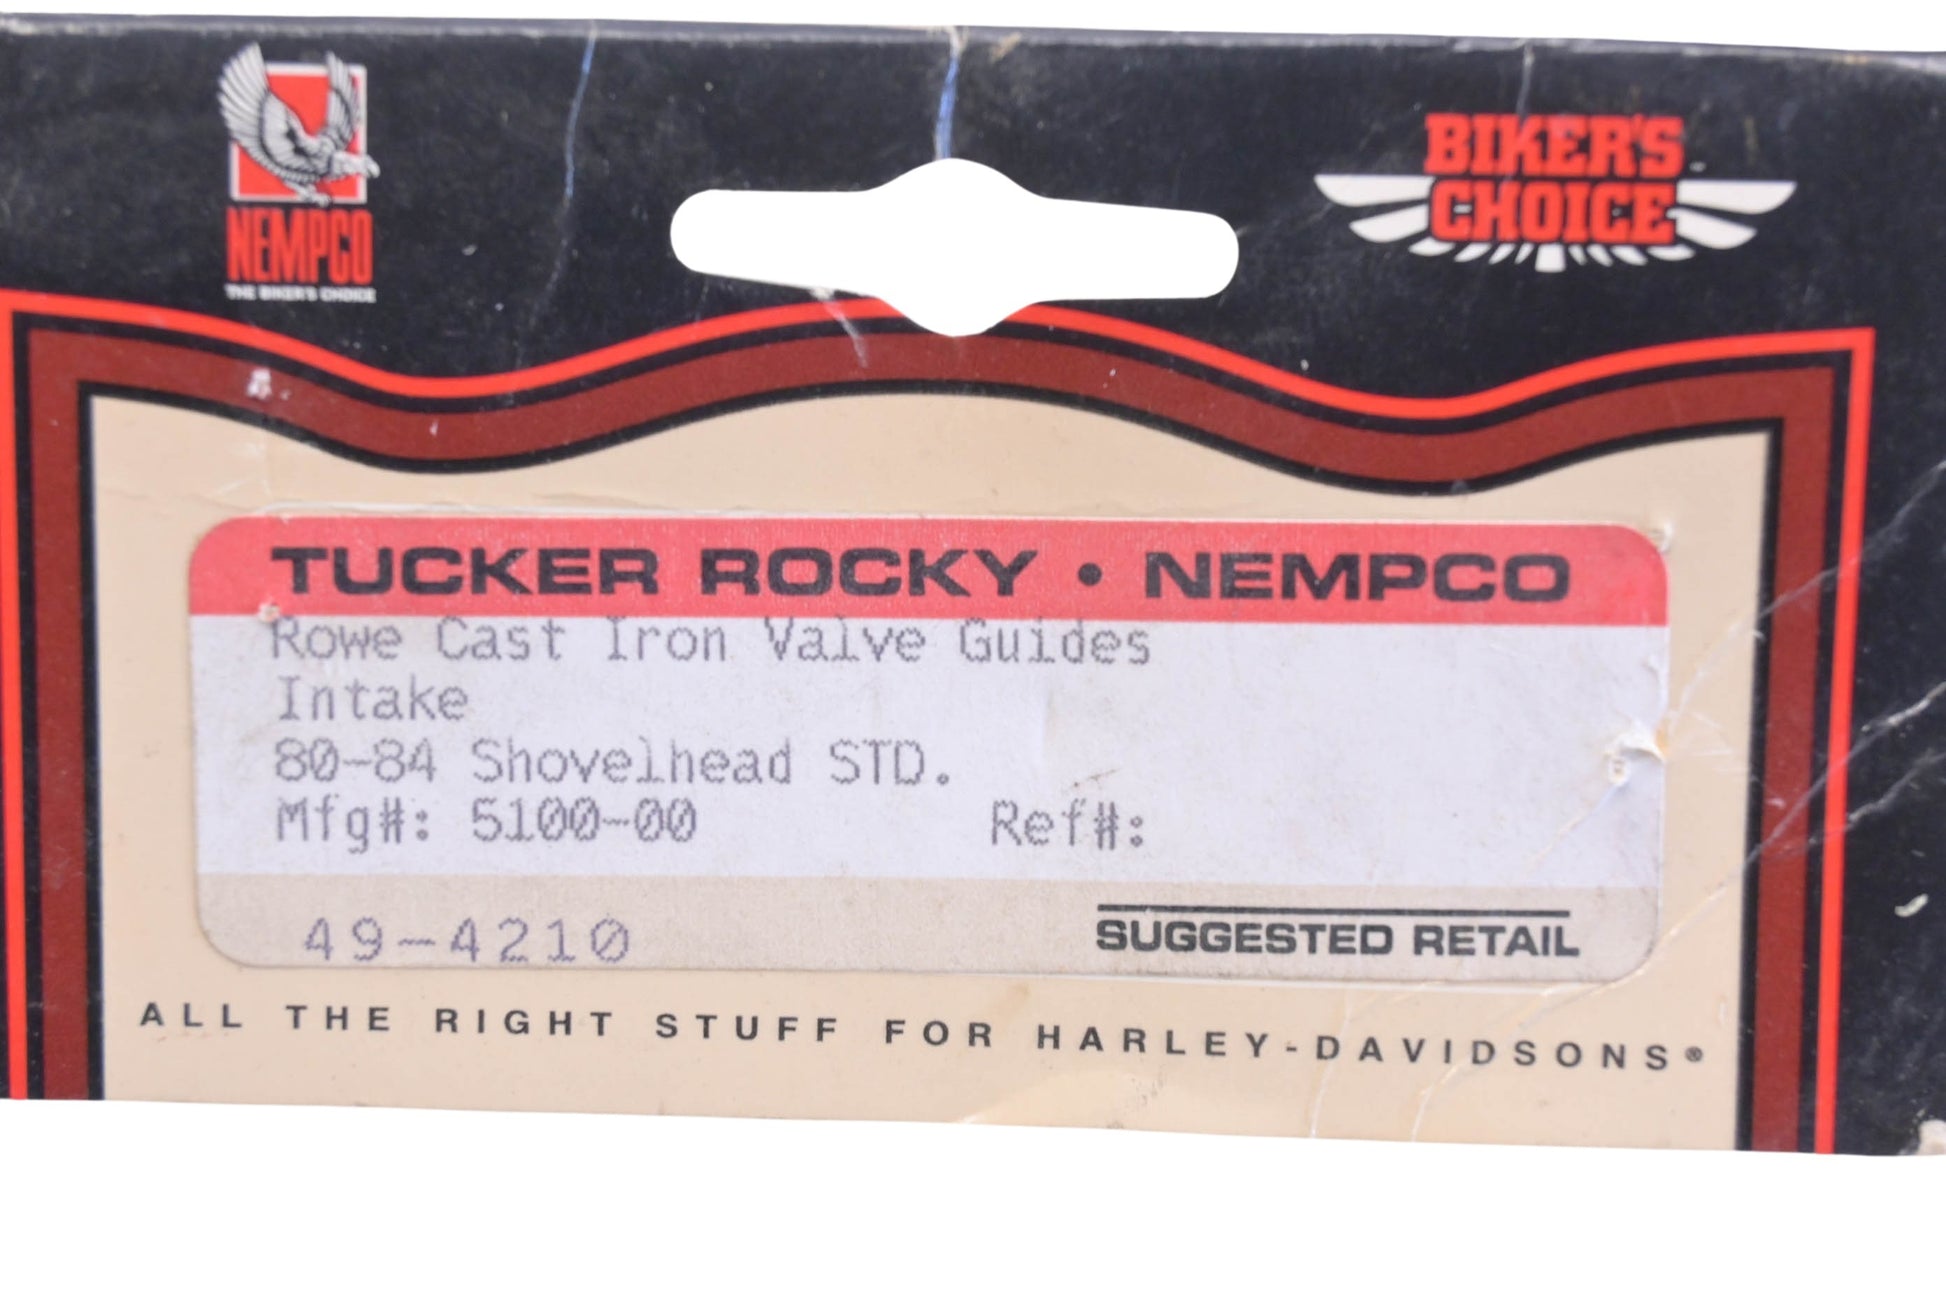 NEMPCO
THE BIKER'S CHOICE
BIKER'S
CHOICE
TUCKER ROCKY • NEMPCO
Rowe Cast Iron Valve Guides
Intake
80-84 Shovelhead STD.
Mfg#: 5100-00 Ref#:
49-4210 SUGGESTED RETAIL
ALL THE RIGHT STUFF FOR HARLEY-DAVIDSONS®